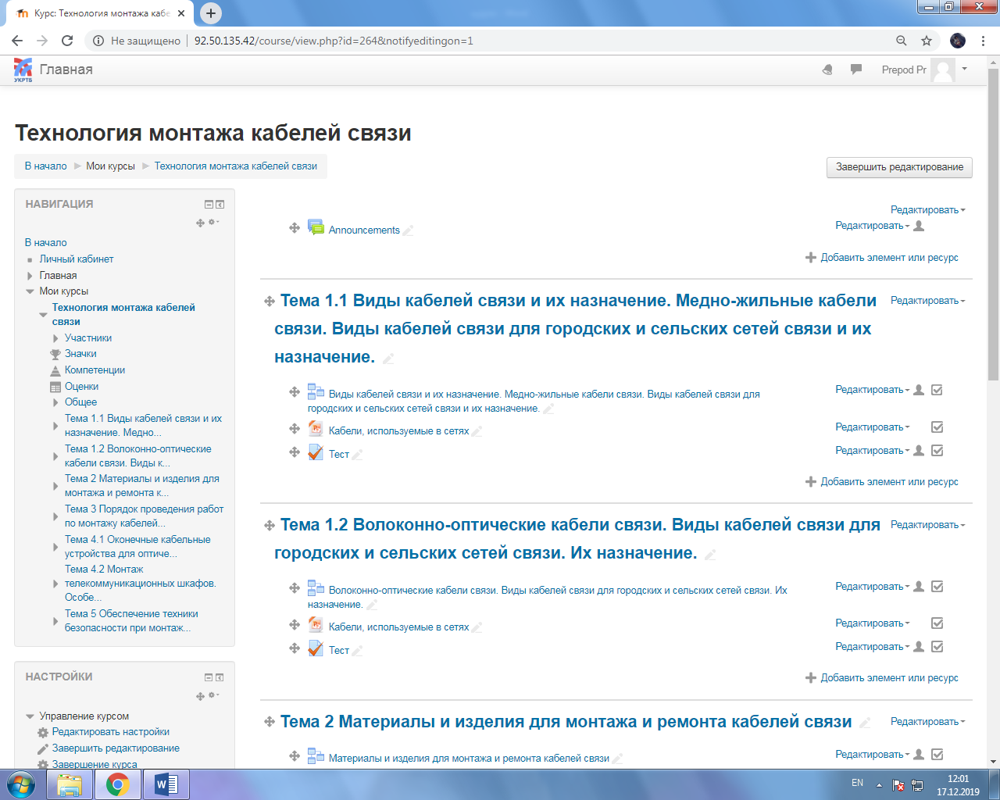 Курс: Технология монтажа кабе
Не защищено | 92.50.135.42/course/view.php?id=264&notifyeditingon=1
УКРТБ Главная Prepod Pr
Технология монтажа кабелей связи
В начало Мои курсы Технология монтажа кабелей связи
Завершить редактирование
НАВИГАЦИЯ
В начало
Личный кабинет
Главная
Мои курсы
Технология монтажа кабелей
связи
Участники
Значки
Компетенции
Оценки
Общее
Тема 1.1 Виды кабелей связи и их
назначение. Медно...
Тема 1.2 Волоконно-оптические
кабели связи. Виды к...
Тема 2 Материалы и изделия для
монтажа и ремонта к...
Тема 3 Порядок проведения работ
по монтажу кабелей...
Тема 4.1 Оконечные кабельные
устройства для оптиче...
Тема 4.2 Монтаж
телекоммуникационных шкафов.
Особе...
Тема 5 Обеспечение техники
безопасности при монтаж...
НАСТРОЙКИ
Управление курсом
Редактировать настройки
Завершить редактирование
Завершение курса
Редактировать
Announcements Редактировать
Добавить элемент или ресурс
Тема 1.1 Виды кабелей связи и их назначение. Медно-жильные кабели Редактировать
связи. Виды кабелей связи для городских и сельских сетей связи и их
назначение.
Виды кабелей связи и их назначение. Медно-жильные кабели связи. Виды кабелей связи для Редактировать
городских и сельских сетей связи и их назначение.
Кабели, используемые в сетях Редактировать
Тест Редактировать
Добавить элемент или ресурс
Тема 1.2 Волоконно-оптические кабели связи. Виды кабелей связи для Редактировать
городских и сельских сетей связи. Их назначение.
Волоконно-оптические кабели связи. Виды кабелей связи для городских и сельских сетей связи. Их Редактировать
назначение.
Кабели, используемые в сетях Редактировать
Тест Редактировать
Добавить элемент или ресурс
Тема 2 Материалы и изделия для монтажа и ремонта кабелей связи Редактировать
Материалы и изделия для монтажа и ремонта кабелей связи Редактировать
EN 12:01
17.12.2019